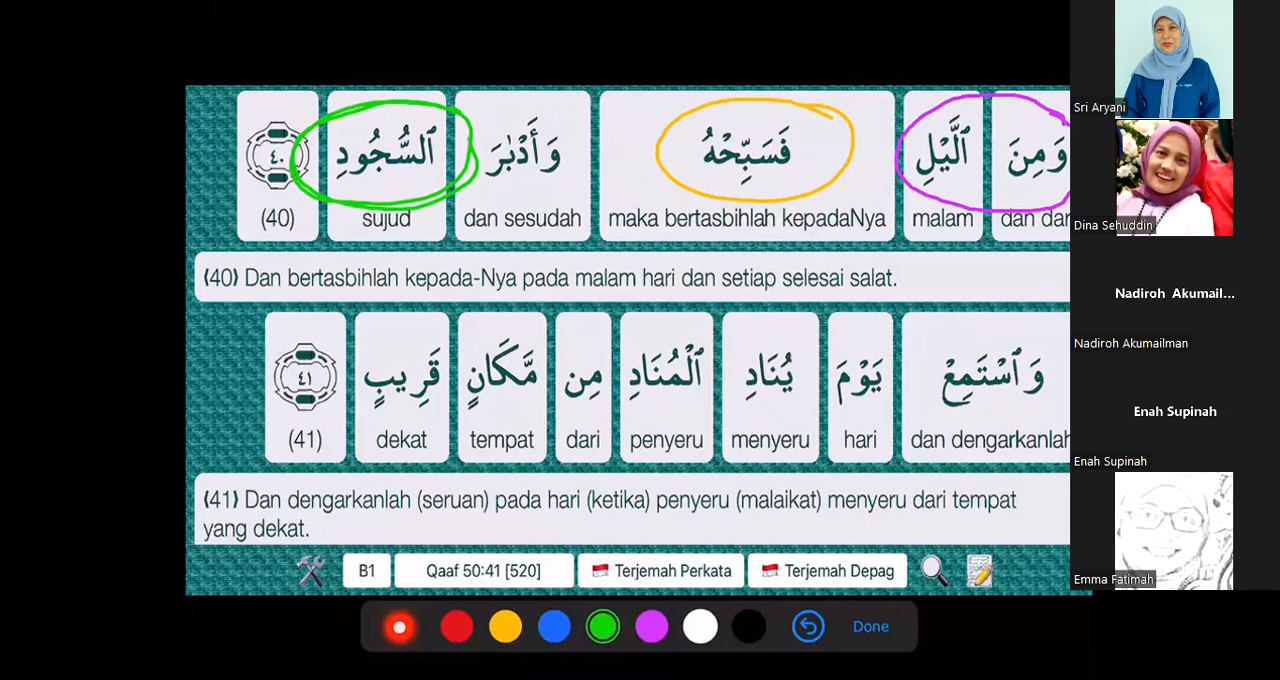 وَمِنَ ٱلَّيْلِ فَسَبِّحْهُ وَأَدْبَٰرَ ٱلسُّجُودِ ٤٠
dan dar malam maka bertasbihlah kepadaNya dan sesudah sujud (40)
(40) Dan bertasbihlah kepada-Nya pada malam hari dan setiap selesai salat.
وَٱسْتَمِعْ يَوْمَ يُنَادِ ٱلْمُنَادِ مِن مَّكَانٍ قَرِيبٍ ٤١
dan dengarkanlah hari menyeru penyeru dari tempat dekat (41)
(41) Dan dengarkanlah (seruan) pada hari (ketika) penyeru (malaikat) menyeru dari tempat
yang dekat.
B1 Qaaf 50:41 [520] Terjemah Perkata Terjemah Depag
Done
Sri Aryani
Dina Sehuddin
Nadiroh Akumail...
Nadiroh Akumailman
Enah Supinah
Enah Supinah
Emma Fatimah